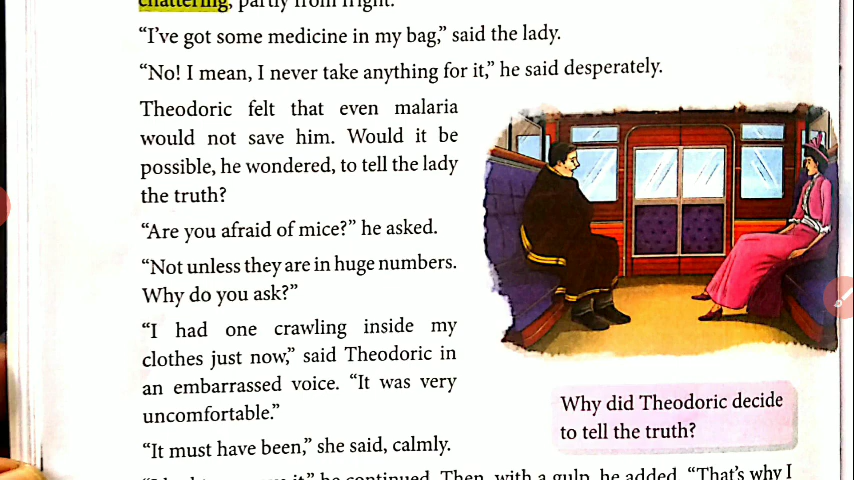 chattering, partly from fright.
“I’ve got some medicine in my bag,” said the lady.
“No! I mean, I never take anything for it,” he said desperately.
Theodoric felt that even malaria
would not save him. Would it be
possible, he wondered, to tell the lady
the truth?
“Are you afraid of mice?” he asked.
“Not unless they are in huge numbers.
Why do you ask?”
“I had one crawling inside my
clothes just now,” said Theodoric in
an embarrassed voice. “It was very
uncomfortable.”
“It must have been,” she said, calmly.
Why did Theodoric decide
to tell the truth?
it,” he continued. Then, with a gulp, he added, “That’s why I